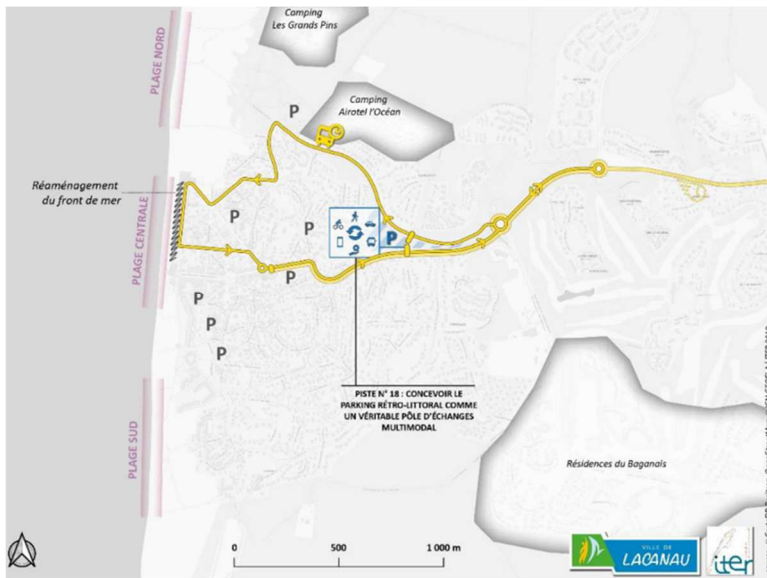 Camping
Les Grands Pins
PLAGE NORD
Camping
Airotel l'Océan
P
Réaménagement
du front de mer
PLAGE CENTRALE
P
P
P
P
P
P
P
PISTE N° 18 : CONCEVOIR LE
PARKING RÉTRO-LITTORAL COMME
UN VÉRITABLE PÔLE D'ÉCHANGES
MULTIMODAL
PLAGE SUD
Résidences du Baganaïs
0
500
1 000 m
VILLE DE
LACANAU
iter